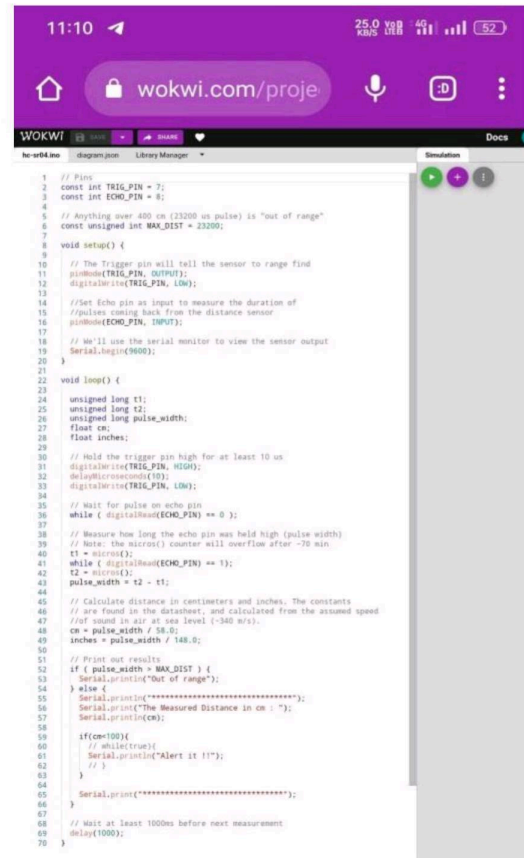 11:10
25.0 KB/S Vo LTE 4G 52
wokwi.com/proje
:D
WOKWI SAVE SHARE Docs
hc-sr04.ino diagram.json Library Manager Simulation
1 // Pins
2 const int TRIG_PIN = 7;
3 const int ECHO_PIN = 8;
4
5 // Anything over 400 cm (23200 us pulse) is "out of range"
6 const unsigned int MAX_DIST = 23200;
7
8 void setup() {
9
10 // The Trigger pin will tell the sensor to range find
11 pinMode(TRIG_PIN, OUTPUT);
12 digitalWrite(TRIG_PIN, LOW);
13
14 //Set Echo pin as input to measure the duration of
15 //pulses coming back from the distance sensor
16 pinMode(ECHO_PIN, INPUT);
17
18 // We'll use the serial monitor to view the sensor output
19 Serial.begin(9600);
20 }
21
22 void loop() {
23
24 unsigned long t1;
25 unsigned long t2;
26 unsigned long pulse_width;
27 float cm;
28 float inches;
29
30 // Hold the trigger pin high for at least 10 us
31 digitalWrite(TRIG_PIN, HIGH);
32 delayMicroseconds(10);
33 digitalWrite(TRIG_PIN, LOW);
34
35 // Wait for pulse on echo pin
36 while ( digitalRead(ECHO_PIN) == 0 );
37
38 // Measure how long the echo pin was held high (pulse width)
39 // Note: the micros() counter will overflow after ~70 min
40 t1 = micros();
41 while ( digitalRead(ECHO_PIN) == 1);
42 t2 = micros();
43 pulse_width = t2 - t1;
44
45 // Calculate distance in centimeters and inches. The constants
46 // are found in the datasheet, and calculated from the assumed speed
47 //of sound in air at sea level (~340 m/s).
48 cm = pulse_width / 58.0;
49 inches = pulse_width / 148.0;
50
51 // Print out results
52 if ( pulse_width > MAX_DIST ) {
53 Serial.println("Out of range");
54 } else {
55 Serial.println("********************************");
56 Serial.print("The Measured Distance in cm : ");
57 Serial.println(cm);
58
59 if(cm<100){
60 // while(true){
61 Serial.println("Alert it !!");
62 // }
63 }
64
65 Serial.print("********************************");
66 }
67
68 // Wait at least 1000ms before next measurement
69 delay(1000);
70 }